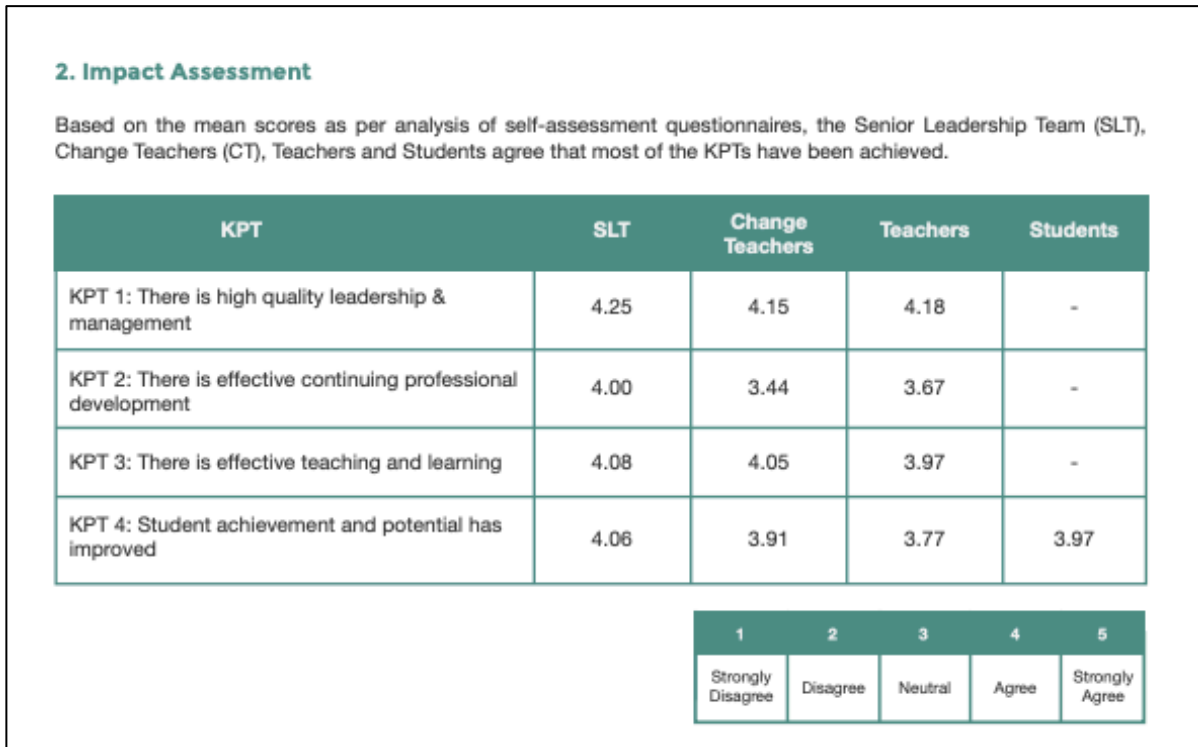 2. Impact Assessment
Based on the mean scores as per analysis of self-assessment questionnaires, the Senior Leadership Team (SLT),
Change Teachers (CT), Teachers and Students agree that most of the KPTs have been achieved.
KPT SLT Change Teachers Teachers Students
KPT 1: There is high quality leadership &
management 4.25 4.15 4.18 -
KPT 2: There is effective continuing professional
development 4.00 3.44 3.67 -
KPT 3: There is effective teaching and learning 4.08 4.05 3.97 -
KPT 4: Student achievement and potential has
improved 4.06 3.91 3.77 3.97
1 2 3 4 5
Strongly Disagree Disagree Neutral Agree Strongly Agree